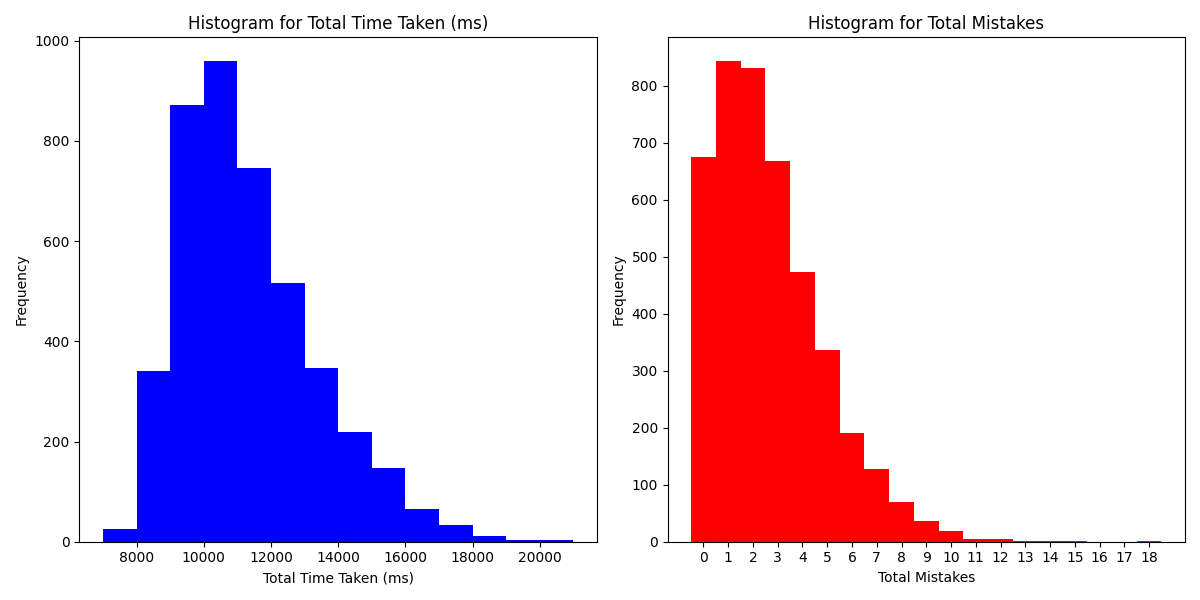 Histogram for Total Time Taken (ms)
1000
800
600
400
200
0
Frequency
8000 10000 12000 14000 16000 18000 20000
Total Time Taken (ms)
Histogram for Total Mistakes
800
700
600
500
400
300
200
100
0
Frequency
0 1 2 3 4 5 6 7 8 9 10 11 12 13 14 15 16 17 18
Total Mistakes